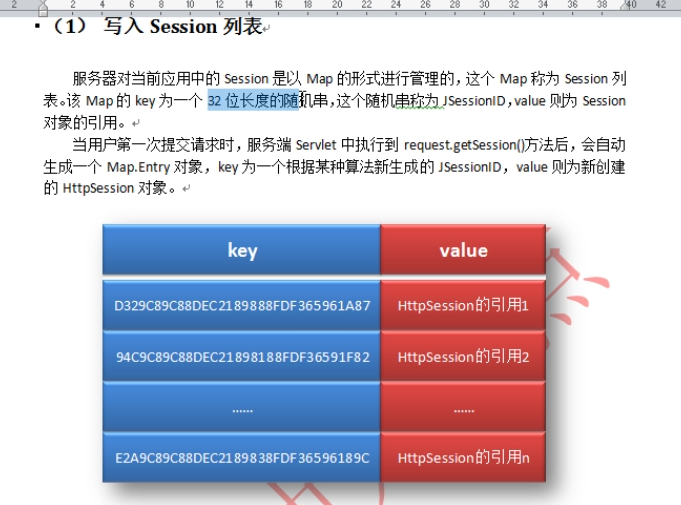 2 2 4 6 8 10 12 14 16 18 20 22 24 26 28 30 32 34 36 38 40 42
（1） 写入 Session 列表
服务器对当前应用中的 Session 是以 Map 的形式进行管理的，这个 Map 称为 Session 列
表。该 Map 的 key 为一个 32 位长度的随机串，这个随机串称为 JSessionID，value 则为 Session
对象的引用。
当用户第一次提交请求时，服务端 Servlet 中执行到 request.getSession()方法后，会自动
生成一个 Map.Entry 对象，key 为一个根据某种算法新生成的 JSessionID，value 则为新创建
的 HttpSession 对象。
key value
D329C89C88DEC2189888FDF365961A87 HttpSession的引用1
94C9C89C88DEC21898188FDF36591F82 HttpSession的引用2
...... ......
E2A9C89C88DEC2189838FDF36596189C HttpSession的引用n